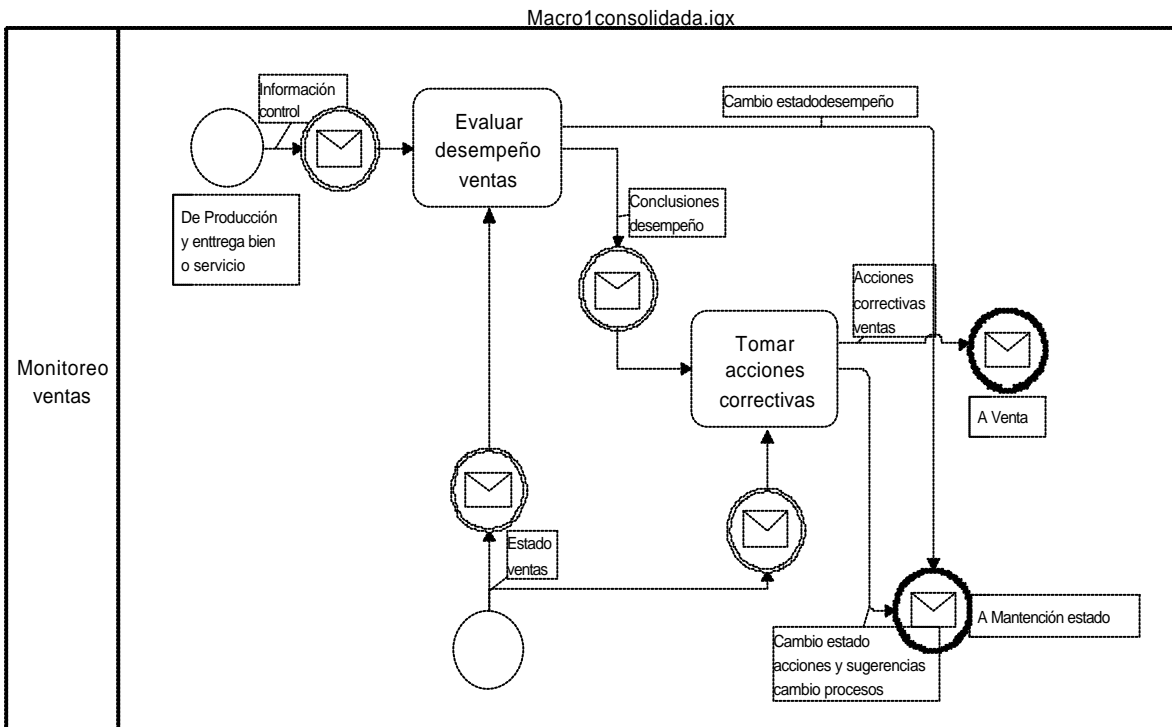 Macro1consolidada.igx
Monitoreo
ventas
Información
control
De Producción
y enttrega bien
o servicio
Evaluar
desempeño
ventas
Cambio estadodesempeño
Conclusiones
desempeño
Tomar
acciones
correctivas
Acciones
correctivas
ventas
A Venta
Estado
ventas
Cambio estado
acciones y sugerencias
cambio procesos
A Mantención estado